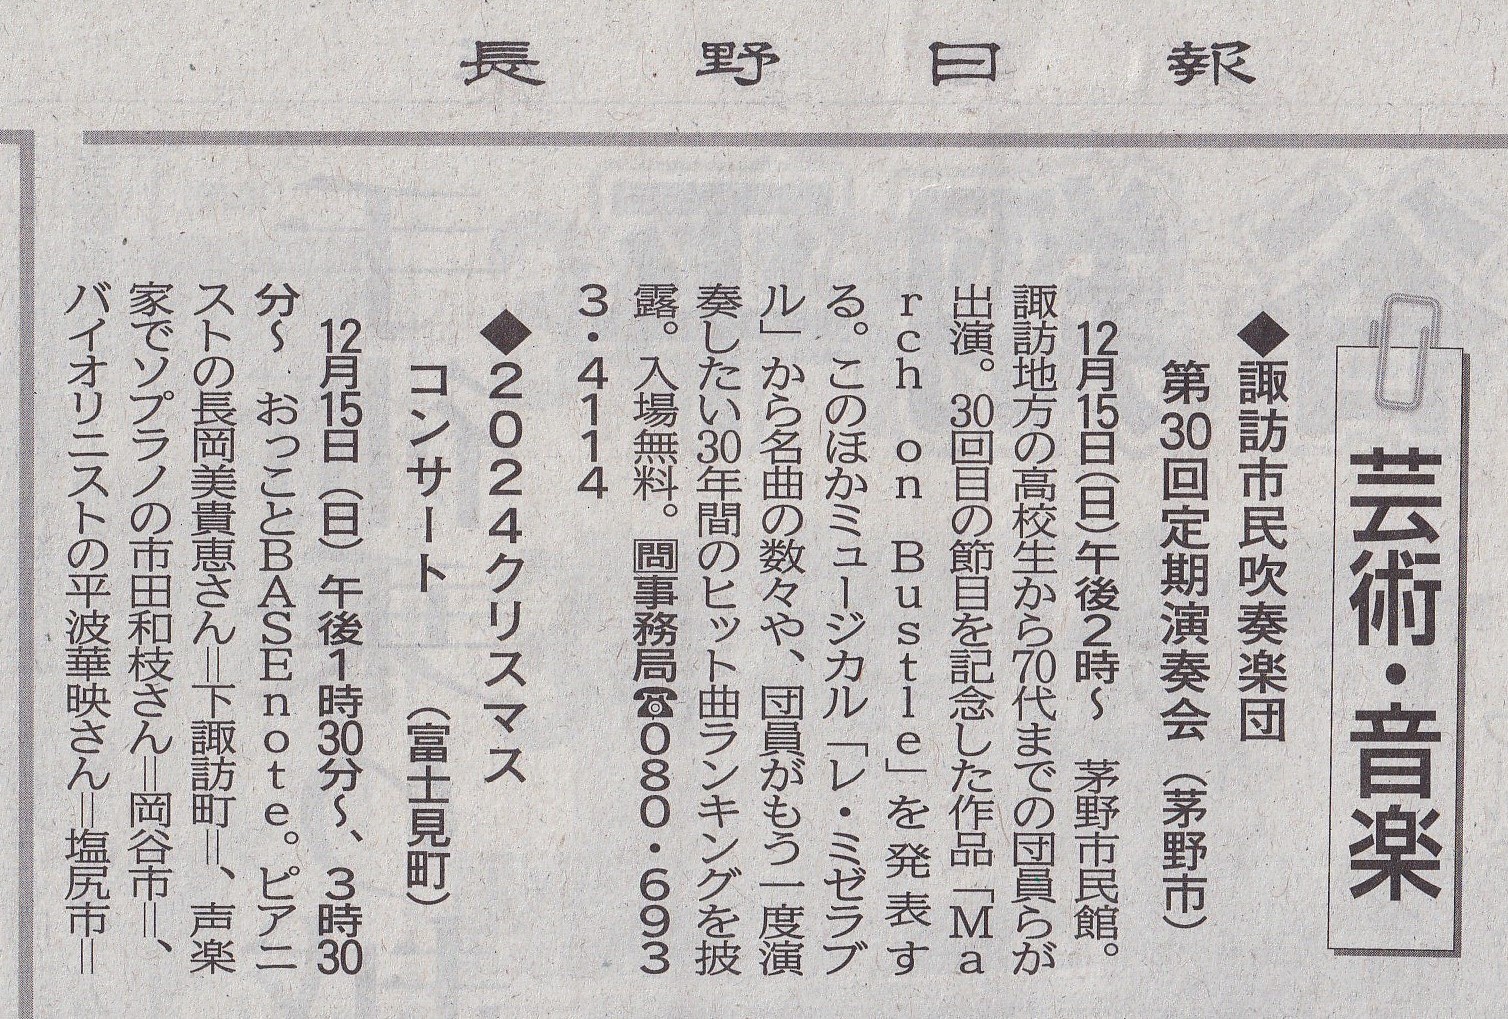 長野日報
芸術・音楽
◆諏訪市民吹奏楽団
第30回定期演奏会（茅野市）
12月15日(日)午後2時〜　茅野市民館。
諏訪地方の高校生から70代までの団員らが
出演。30回目の節目を記念した作品「Ma
rch on Bustle」を発表す
る。このほかミュージカル「レ・ミゼラブ
ル」から名曲の数々や、団員がもう一度演
奏したい30年間のヒット曲ランキングを披
露。入場無料。問事務局☎080・693
3・4114
◆2024クリスマス
コンサート　（富士見町）
12月15日（日）午後1時30分〜、3時30
分〜　おっことBASEnote。ピアニ
ストの長岡美貴恵さん＝下諏訪町＝、声楽
家でソプラノの市田和枝さん＝岡谷市＝、
バイオリニストの平波華映さん＝塩尻市＝